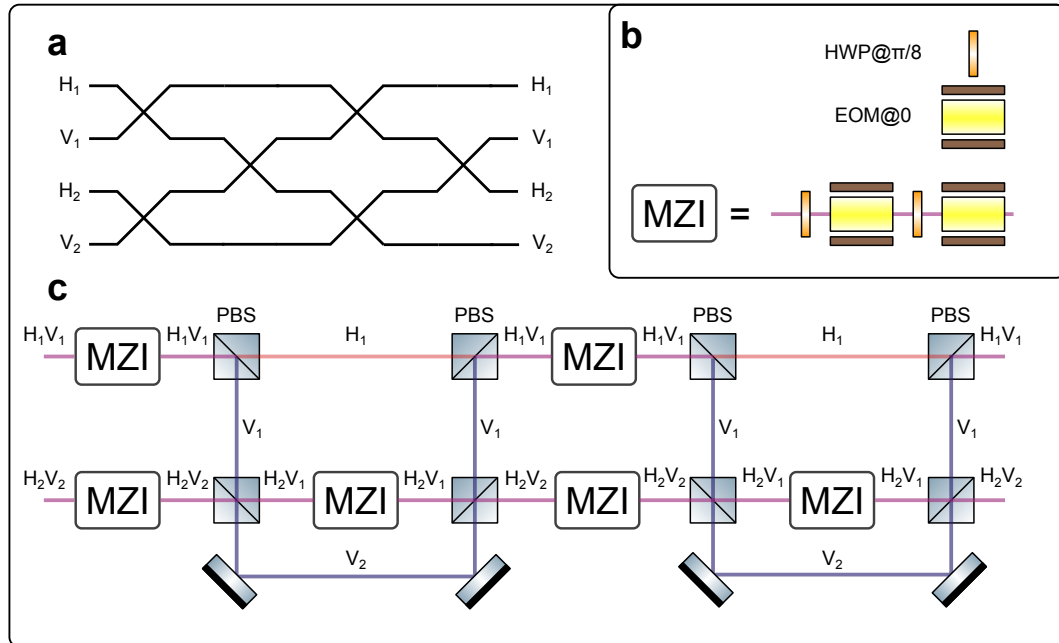 a
H₁ H₁
V₁ V₁
H₂ H₂
V₂ V₂
b
HWP@π/8
EOM@0
MZI =
c
PBS PBS PBS PBS
H₁V₁ MZI H₁V₁ H₁ H₁V₁ MZI H₁V₁ H₁ H₁V₁
V₁ V₁ V₁ V₁
H₂V₂ MZI H₂V₂ H₂V₁ MZI H₂V₁ H₂V₂ MZI H₂V₂ H₂V₁ MZI H₂V₁ H₂V₂
V₂ V₂